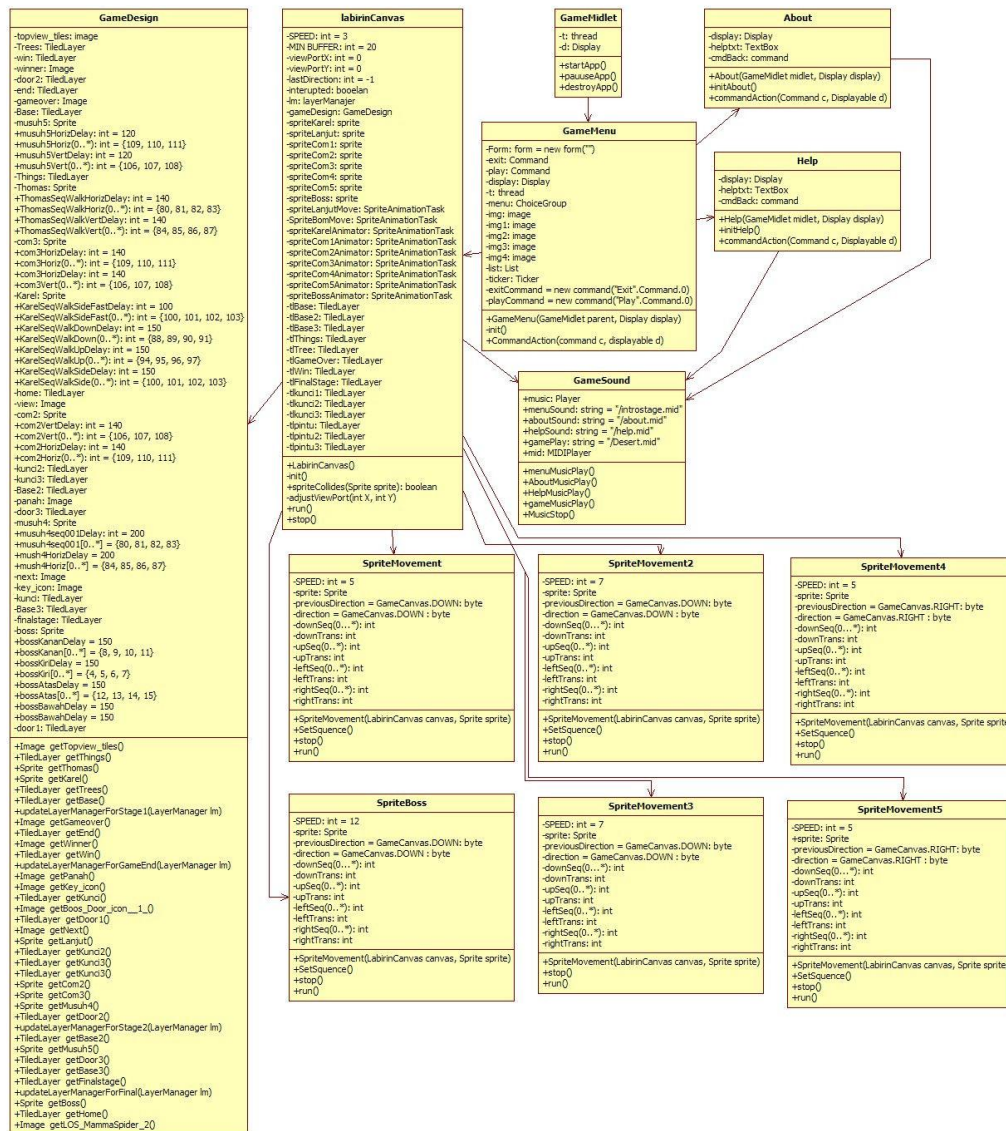 GameDesign
-topview_tiles: image
-Trees: TiledLayer
-win: TiledLayer
-winner: Image
-door2: TiledLayer
-end: TiledLayer
-gameover: Image
-Base: TiledLayer
-musuh5: Sprite
+musuh5HorizDelay: int = 120
+musuh5Horiz(0..*): int = {109, 110, 111}
+musuh5VertDelay: int = 120
+musuh5Vert(0..*): int = {106, 107, 108}
-Things: TiledLayer
-Thomas: Sprite
+ThomasSeqWalkHorizDelay: int = 140
+ThomasSeqWalkHoriz(0..*): int = {80, 81, 82, 83}
+ThomasSeqWalkVertDelay: int = 140
+ThomasSeqWalkVert(0..*): int = {84, 85, 86, 87}
-com3: Sprite
+com3HorizDelay: int = 140
+com3Horiz(0..*): int = {109, 110, 111}
+com3HorizDelay: int = 140
+com3Vert(0..*): int = {106, 107, 108}
-Karel: Sprite
+KarelSeqWalkSideFastDelay: int = 100
+KarelSeqWalkSideFast(0..*): int = {100, 101, 102, 103}
+KarelSeqWalkDownDelay: int = 150
+KarelSeqWalkDown(0..*): int = {88, 89, 90, 91}
+KarelSeqWalkUpDelay: int = 150
+KarelSeqWalkUp(0..*): int = {94, 95, 96, 97}
+KarelSeqWalkSideDelay: int = 150
+KarelSeqWalkSide(0..*): int = {100, 101, 102, 103}
-home: TiledLayer
-view: Image
-com2: Sprite
+com2VertDelay: int = 140
+com2Vert(0..*): int = {106, 107, 108}
+com2HorizDelay: int = 140
+com2Horiz(0..*): int = {109, 110, 111}
-kunci2: TiledLayer
-kunci3: TiledLayer
-Base2: TiledLayer
-panah: Image
-door3: TiledLayer
-musuh4: Sprite
+musuh4seq001Delay: int = 200
+musuh4seq001[0..*] = {80, 81, 82, 83}
+mush4HorizDelay = 200
+mush4Horiz[0..*] = {84, 85, 86, 87}
-next: Image
-key_icon: Image
-kunci: TiledLayer
-Base3: TiledLayer
-finalstage: TiledLayer
-boss: Sprite
+bossKananDelay = 150
+bossKanan[0..*] = {8, 9, 10, 11}
+bossKiriDelay = 150
+bossKiri[0..*] = {4, 5, 6, 7}
+bossAtasDelay = 150
+bossAtas[0..*] = {12, 13, 14, 15}
+bossBawahDelay = 150
+bossBawahDelay = 150
-door1: TiledLayer
+Image getTopview_tiles()
+TiledLayer getThings()
+Sprite getThomas()
+Sprite getKarel()
+TiledLayer getTrees()
+TiledLayer getBase()
+updateLayerManagerForStage1(LayerManager lm)
+Image getGameover()
+TiledLayer getEnd()
+Image getWinner()
+TiledLayer getWin()
+updateLayerManagerForGameEnd(LayerManager lm)
+Image getPanah()
+Image getKey_icon()
+TiledLayer getKunci()
+Image getBoos_Door_icon__1_()
+TiledLayer getDoor1()
+Image getNext()
+Sprite getLanjut()
+TiledLayer getKunci2()
+TiledLayer getKunci3()
+TiledLayer getKunci3()
+Sprite getCom2()
+Sprite getCom3()
+Sprite getMusuh4()
+TiledLayer getDoor2()
+updateLayerManagerForStage2(LayerManager lm)
+TiledLayer getBase2()
+Sprite getMusuh5()
+TiledLayer getDoor3()
+TiledLayer getBase3()
+TiledLayer getFinalstage()
+updateLayerManagerForFinal(LayerManager lm)
+Sprite getBoss()
+TiledLayer getHome()
+Image getLOS_MammaSpider_2()
labirinCanvas
-SPEED: int = 3
-MIN BUFFER: int = 20
-viewPortX: int = 0
-viewPortY: int = 0
-lastDirection: int = -1
-interupted: booelan
-lm: layerManajer
-gameDesign: GameDesign
-spriteKarel: sprite
-spriteLanjut: sprite
-spriteCom1: sprite
-spriteCom2: sprite
-spriteCom3: sprite
-spriteCom4: sprite
-spriteCom5: sprite
-spriteBoss: sprite
-spriteLanjutMove: SpriteAnimationTask
-SpriteBomMove: SpriteAnimationTask
-spriteKarelAnimator: SpriteAnimationTask
-spriteCom1Animator: SpriteAnimationTask
-spriteCom2Animator: SpriteAnimationTask
-spriteCom3Animator: SpriteAnimationTask
-spriteCom4Animator: SpriteAnimationTask
-spriteCom5Animator: SpriteAnimationTask
-spriteBossAnimator: SpriteAnimationTask
-tlBase: TiledLayer
-tlBase2: TiledLayer
-tlBase3: TiledLayer
-tlThings: TiledLayer
-tlTree: TiledLayer
-tlGameOver: TiledLayer
-tlWin: TiledLayer
-tlFinalStage: TiledLayer
-tlkunci1: TiledLayer
-tlkunci2: TiledLayer
-tlkunci3: TiledLayer
-tlpintu: TiledLayer
-tlpintu2: TiledLayer
-tlpintu3: TiledLayer
+LabirinCanvas()
-init()
+spriteCollides(Sprite sprite): boolean
-adjustViewPort(int X, int Y)
+run()
+stop()
GameMidlet
-t: thread
-d: Display
+startApp()
+pauuseApp()
+destroyApp()
About
-display: Display
-helptxt: TextBox
-cmdBack: command
+About(GameMidlet midlet, Display display)
+initAbout()
+commandAction(Command c, Displayable d)
GameMenu
-Form: form = new form("")
-exit: Command
-play: Command
-display: Display
-t: thread
-menu: ChoiceGroup
-img: image
-img1: image
-img2: image
-img3: image
-img4: image
-list: List
-ticker: Ticker
-exitCommand = new command("Exit".Command.0)
-playCommand = new command("Play".Command.0)
+GameMenu(GameMidlet parent, Display display)
-init()
+CommandAction(command c, displayable d)
Help
-display: Display
-helptxt: TextBox
-cmdBack: command
+Help(GameMidlet midlet, Display display)
+initHelp()
+commandAction(Command c, Displayable d)
GameSound
+music: Player
+menuSound: string = "/introstage.mid"
+aboutSound: string = "/about.mid"
+helpSound: string = "/help.mid"
+gamePlay: string = "/Desert.mid"
+mid: MIDIPlayer
+menuMusicPlay()
+AboutMusicPlay()
+HelpMusicPlay()
+gameMusicPlay()
+MusicStop()
SpriteMovement
-SPEED: int = 5
-sprite: Sprite
-previousDirection = GameCanvas.DOWN: byte
-direction = GameCanvas.DOWN : byte
-downSeq(0...*): int
-downTrans: int
-upSeq(0..*): int
-upTrans: int
-leftSeq(0..*): int
-leftTrans: int
-rightSeq(0..*): int
-rightTrans: int
+SpriteMovement(LabirinCanvas canvas, Sprite sprite)
+SetSquence()
+stop()
+run()
SpriteMovement2
-SPEED: int = 7
-sprite: Sprite
-previousDirection = GameCanvas.DOWN: byte
-direction = GameCanvas.DOWN : byte
-downSeq(0...*): int
-downTrans: int
-upSeq(0..*): int
-upTrans: int
-leftSeq(0..*): int
-leftTrans: int
-rightSeq(0..*): int
-rightTrans: int
+SpriteMovement(LabirinCanvas canvas, Sprite sprite)
+SetSquence()
+stop()
+run()
SpriteMovement4
-SPEED: int = 5
-sprite: Sprite
-previousDirection = GameCanvas.RIGHT: byte
-direction = GameCanvas.RIGHT : byte
-downSeq(0...*): int
-downTrans: int
-upSeq(0..*): int
-upTrans: int
-leftSeq(0..*): int
-leftTrans: int
-rightSeq(0..*): int
-rightTrans: int
+SpriteMovement(LabirinCanvas canvas, Sprite sprite)
+SetSquence()
+stop()
+run()
SpriteBoss
-SPEED: int = 12
-sprite: Sprite
-previousDirection = GameCanvas.DOWN: byte
-direction = GameCanvas.DOWN : byte
-downSeq(0...*): int
-downTrans: int
-upSeq(0..*): int
-upTrans: int
-leftSeq(0..*): int
-leftTrans: int
-rightSeq(0..*): int
-rightTrans: int
+SpriteMovement(LabirinCanvas canvas, Sprite sprite)
+SetSquence()
+stop()
+run()
SpriteMovement3
-SPEED: int = 7
-sprite: Sprite
-previousDirection = GameCanvas.DOWN: byte
-direction = GameCanvas.DOWN : byte
-downSeq(0...*): int
-downTrans: int
-upSeq(0..*): int
-upTrans: int
-leftSeq(0..*): int
-leftTrans: int
-rightSeq(0..*): int
-rightTrans: int
+SpriteMovement(LabirinCanvas canvas, Sprite sprite)
+stop()
+run()
SpriteMovement5
-SPEED: int = 5
+sprite: Sprite
-previousDirection = GameCanvas.RIGHT: byte
-direction = GameCanvas.RIGHT : byte
-downSeq(0...*): int
-downTrans: int
-upSeq(0..*): int
-upTrans: int
-leftSeq(0..*): int
-leftTrans: int
-rightSeq(0..*): int
-rightTrans: int
+SpriteMovement(LabirinCanvas canvas, Sprite sprite)
+SetSquence()
+stop()
+run()